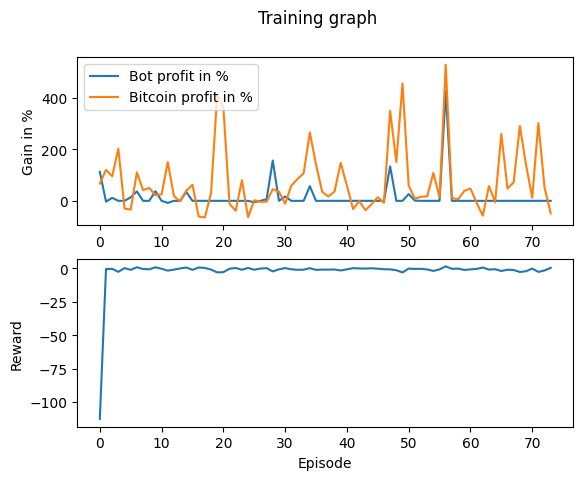 Training graph
Bot profit in %
Bitcoin profit in %
Gain in %
400
200
0
0 10 20 30 40 50 60 70
Reward
0
−25
−50
−75
−100
0 10 20 30 40 50 60 70
Episode